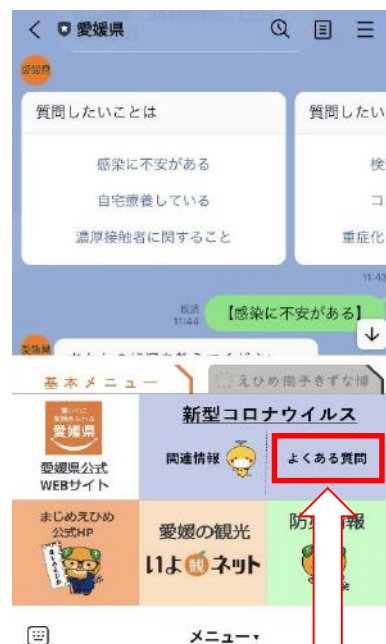 愛媛県
愛媛県
質問したいことは
感染に不安がある
自宅療養している
濃厚接触者に関すること
質問したい
コ
重症化
11:43
既読
11:44
【感染に不安がある】
基本メニュー
えひめ南予きずな博
愛媛県
愛媛県公式
WEBサイト
新型コロナウイルス
関連情報
よくある質問
まじめえひめ
公式HP
愛媛の観光
いよ観ネット
防災情報
メニュー▾